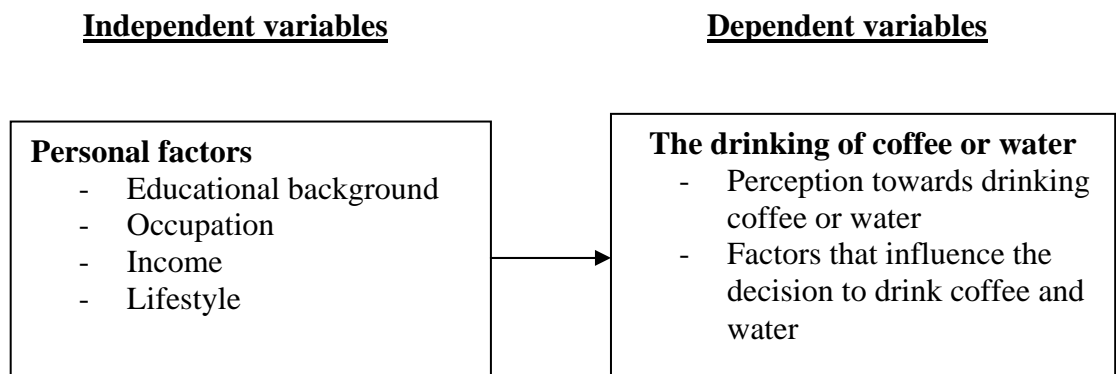 Independent variables
Dependent variables
Personal factors
- Educational background
- Occupation
- Income
- Lifestyle
The drinking of coffee or water
- Perception towards drinking
coffee or water
- Factors that influence the
decision to drink coffee and
water